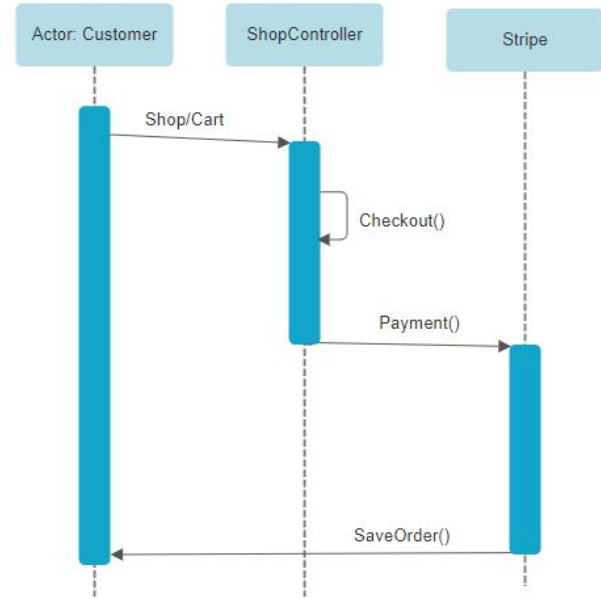 Actor: Customer
ShopController
Stripe
Shop/Cart
Checkout()
Payment()
SaveOrder()